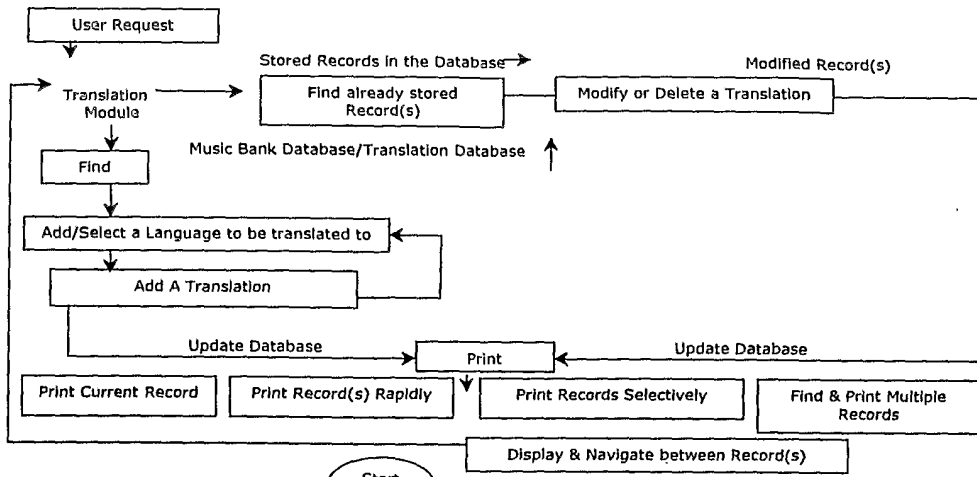 User Request
Stored Records in the Database
Modified Record(s)
Translation
Module
Find already stored
Record(s)
Modify or Delete a Translation
Music Bank Database/Translation Database
Find
Add/Select a Language to be translated to
Add A Translation
Update Database
Print
Update Database
Print Current Record
Print Record(s) Rapidly
Print Records Selectively
Find & Print Multiple
Records
Display & Navigate between Record(s)
Start